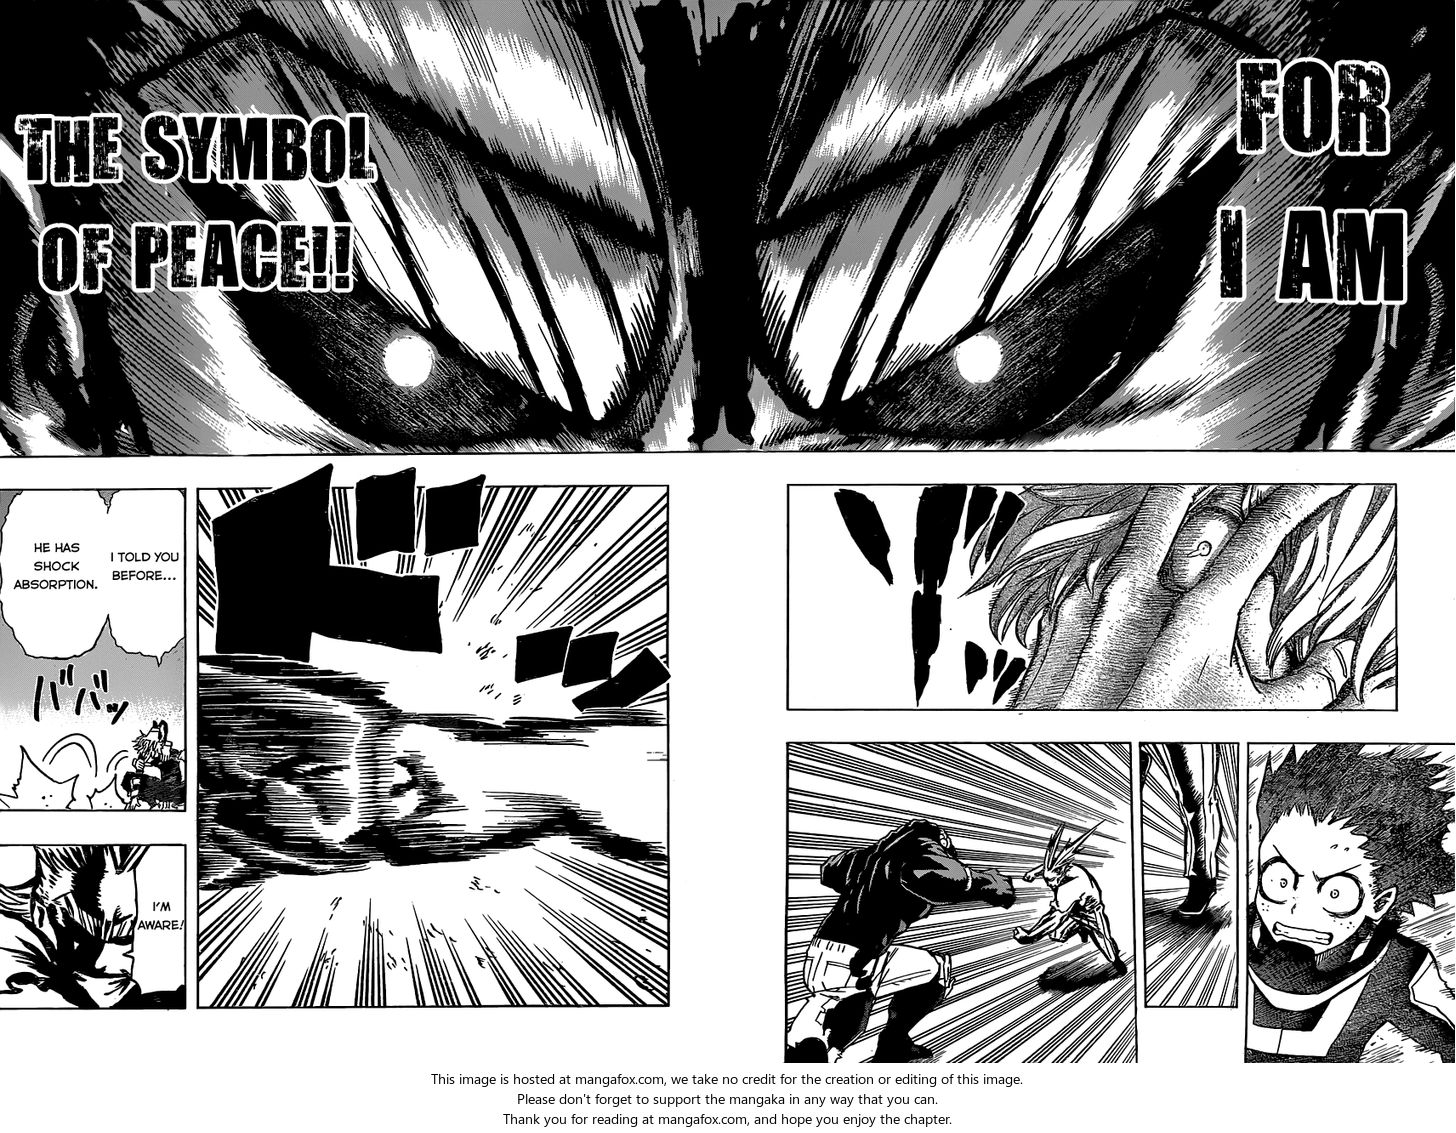 FOR
I AM
THE SYMBOL
OF PEACE!!
I TOLD YOU
BEFORE...
HE HAS
SHOCK
ABSORPTION.
ババッ
I'M
AWARE!
This image is hosted at mangafox.com, we take no credit for the creation or editing of this image.
Please don't forget to support the mangaka in any way that you can.
Thank you for reading at mangafox.com, and hope you enjoy the chapter.